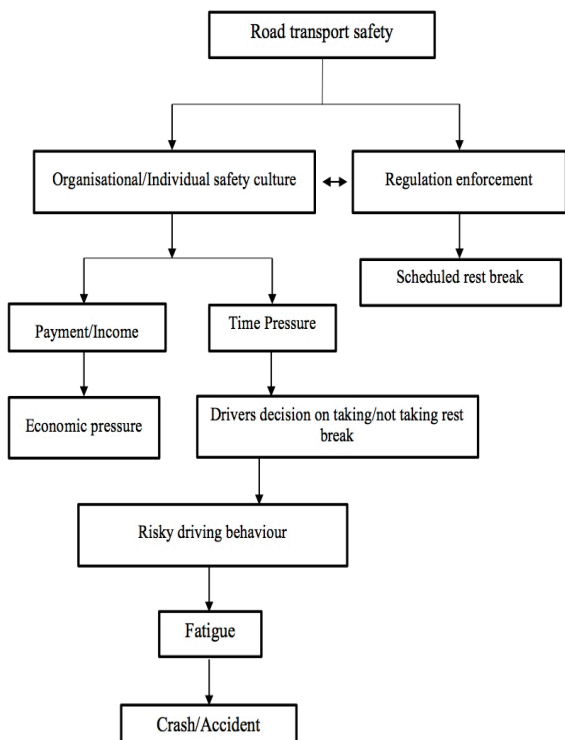 Road transport safety
Organisational/Individual safety culture
Regulation enforcement
Scheduled rest break
Payment/Income
Time Pressure
Economic pressure
Drivers decision on taking/not taking rest
break
Risky driving behaviour
Fatigue
Crash/Accident